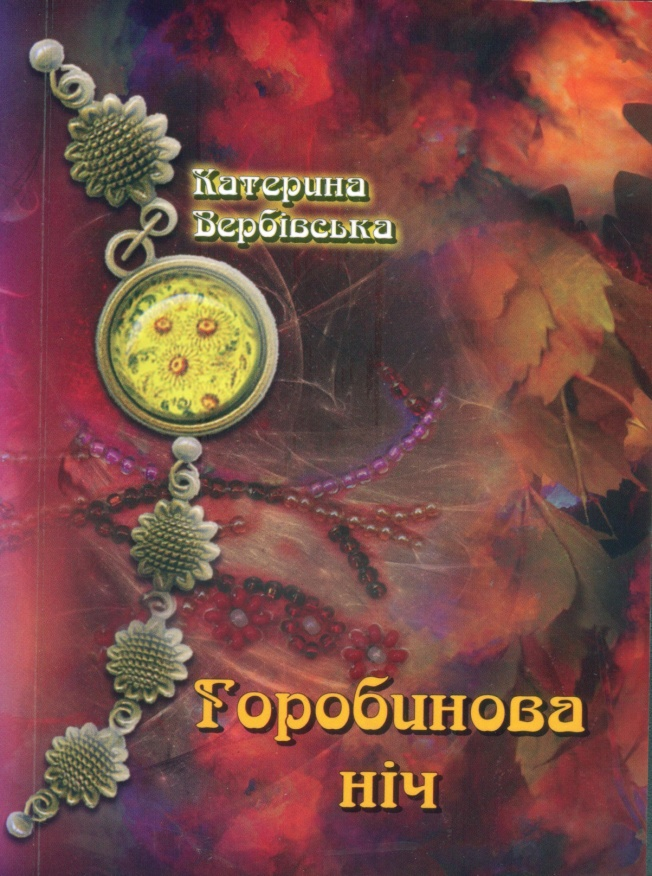 Катерина
Вербівська
Горобинова
ніч